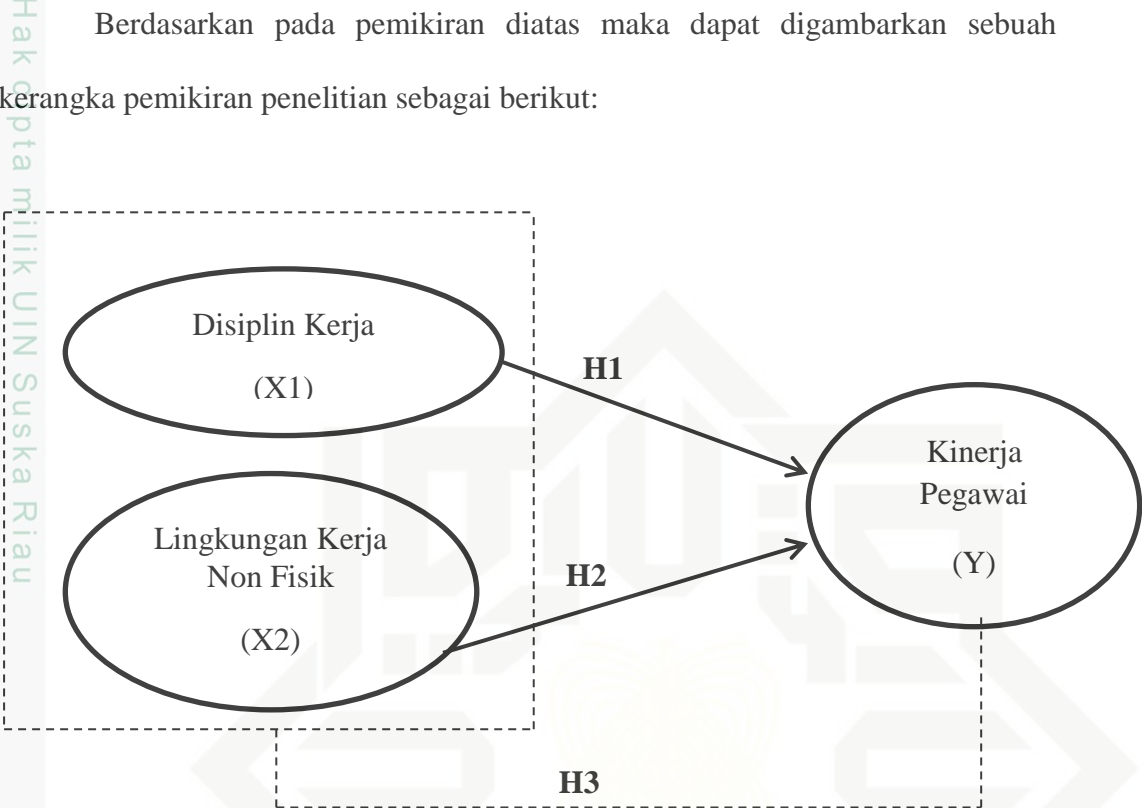 Berdasarkan pada pemikiran diatas maka dapat digambarkan sebuah
kerangka pemikiran penelitian sebagai berikut:
Disiplin Kerja
(X1)
H1
Kinerja
Pegawai
(Y)
Lingkungan Kerja
Non Fisik
(X2)
H2
H3
Hak cipta milik UIN Suska Riau